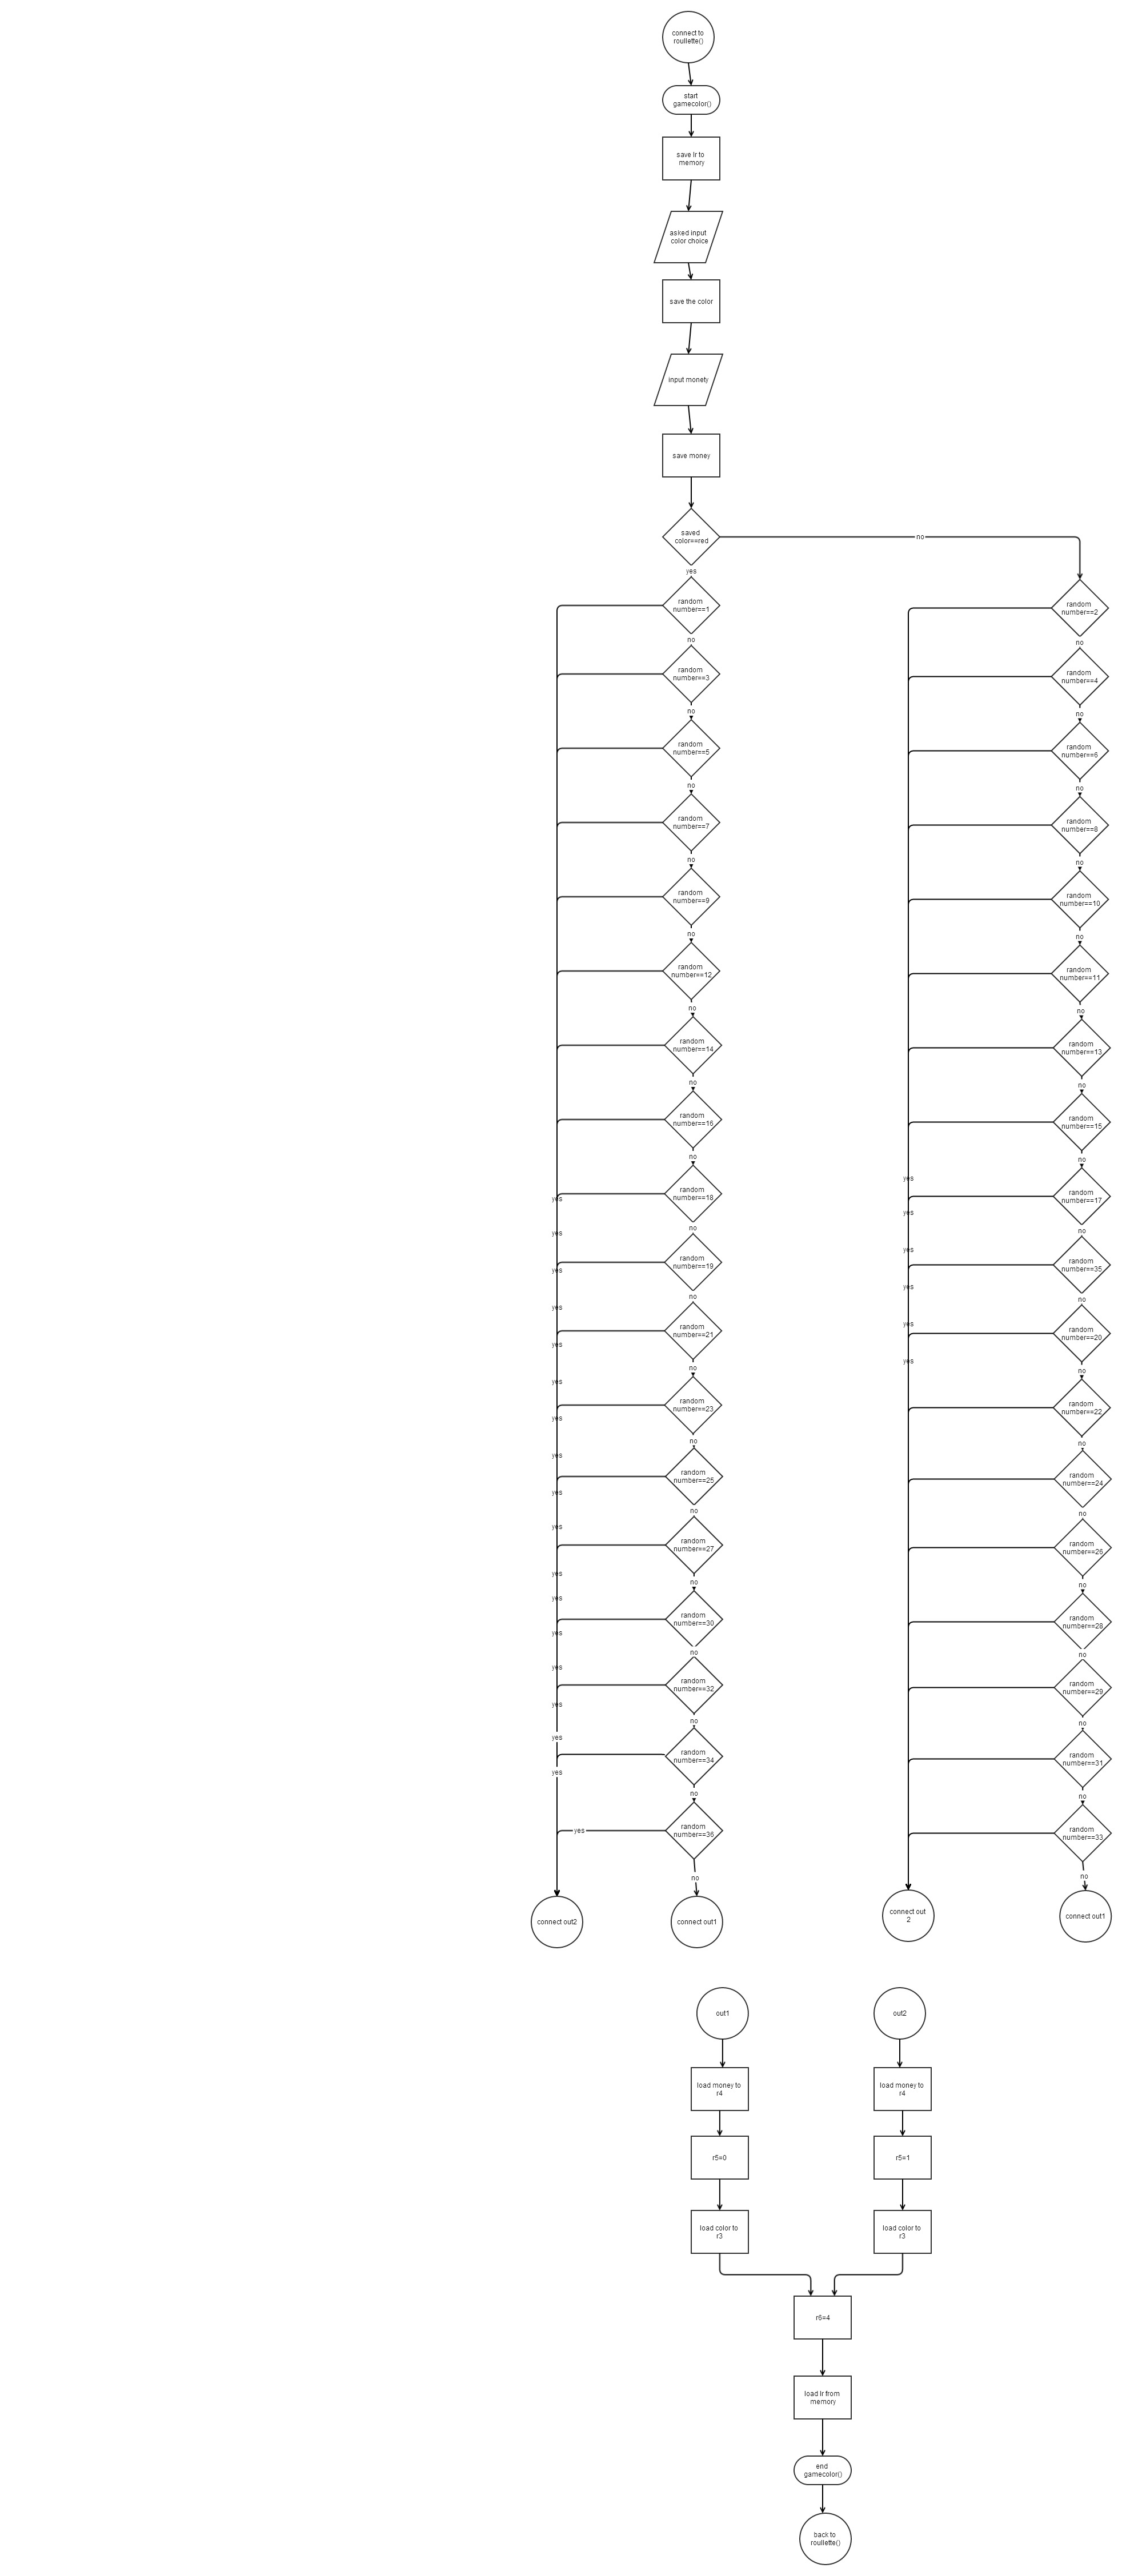 connect to
roullette()
start
gamecolor()
save lr to
memory
asked input
color choice
save the color
input monety
save money
saved
color==red
no
yes
random
number==1
random
number==2
no
no
random
number==3
random
number==4
no
no
random
number==5
random
number==6
no
no
random
number==7
random
number==8
no
no
random
number==9
random
number==10
no
no
random
number==12
random
number==11
no
no
random
number==14
random
number==13
no
no
random
number==16
random
number==15
no
no
yes
random
number==18
random
number==17
yes
yes
no
no
yes
yes
random
number==19
random
number==35
yes
yes
no
no
yes
yes
random
number==21
random
number==20
yes
yes
no
no
yes
random
number==23
random
number==22
yes
no
no
yes
random
number==25
random
number==24
yes
no
no
yes
random
number==27
random
number==26
yes
no
no
yes
random
number==30
random
number==28
yes
no
no
yes
random
number==32
random
number==29
yes
no
no
yes
random
number==34
random
number==31
yes
no
no
random
number==36
random
number==33
yes
no
no
connect out2
connect out1
connect out
2
connect out1
out1
out2
load money to
r4
load money to
r4
r5=0
r5=1
load color to
r3
load color to
r3
r6=4
load lr from
memory
end
gamecolor()
back to
roullette()